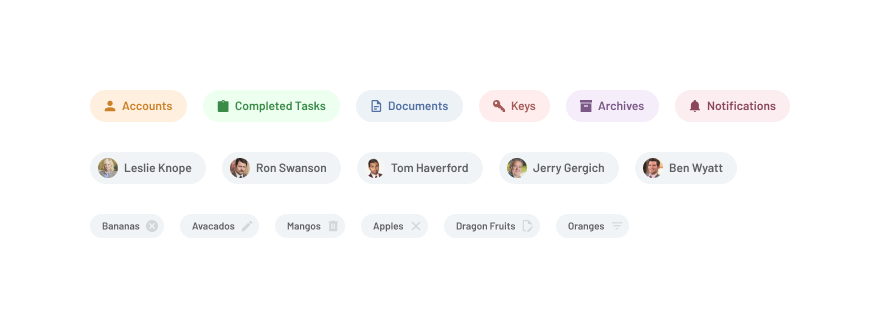 Accounts Completed Tasks Documents Keys Archives Notifications
Leslie Knope Ron Swanson Tom Haverford Jerry Gergich Ben Wyatt
Bananas Avacados Mangos Apples Dragon Fruits Oranges